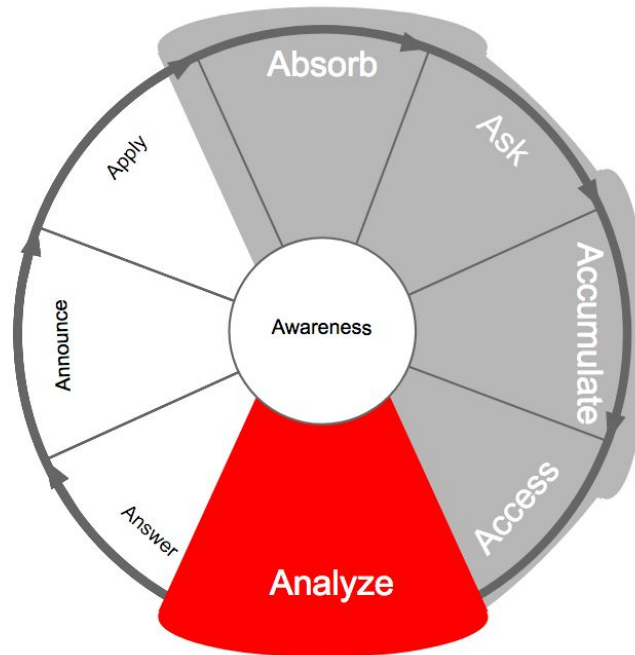 Absorb
Ask
Accumulate
Access
Analyze
Answer
Announce
Apply
Awareness